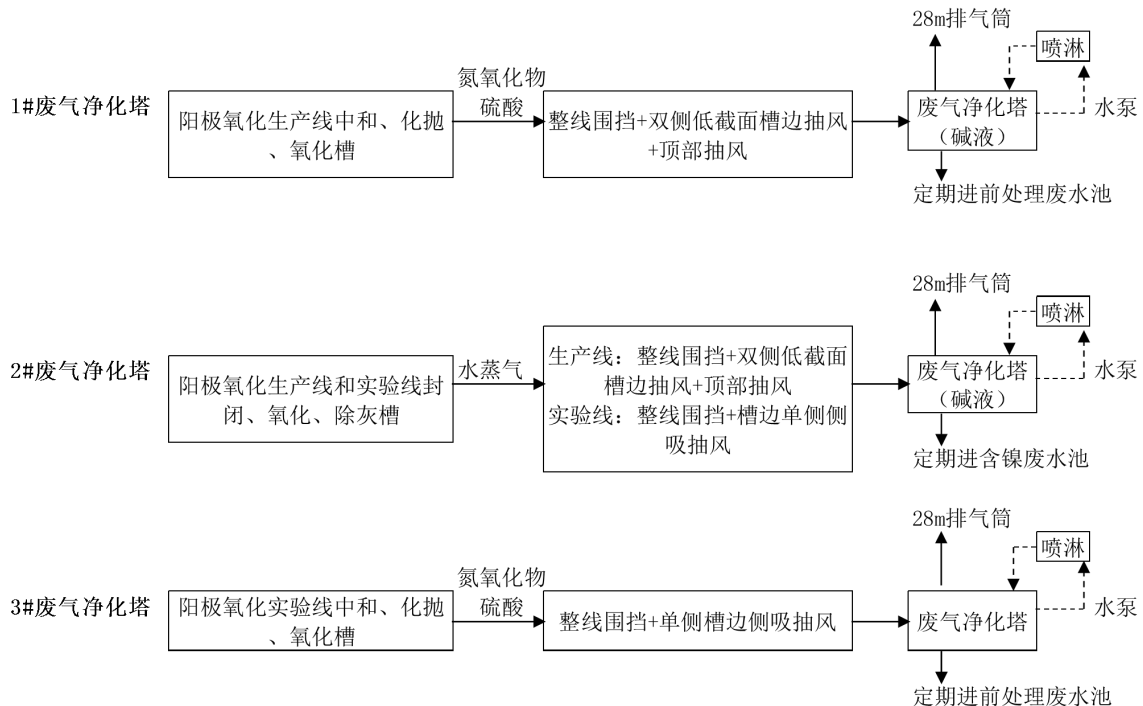 28m排气筒
喷淋
1#废气净化塔
氮氧化物
硫酸
阳极氧化生产线中和、化抛
、氧化槽
整线围挡+双侧低截面槽边抽风
+顶部抽风
废气净化塔
（碱液）
水泵
定期进前处理废水池
28m排气筒
喷淋
2#废气净化塔
水蒸气
阳极氧化生产线和实验线封
闭、氧化、除灰槽
生产线：整线围挡+双侧低截面
槽边抽风+顶部抽风
实验线：整线围挡+槽边单侧侧
吸抽风
废气净化塔
（碱液）
水泵
定期进含镍废水池
28m排气筒
喷淋
3#废气净化塔
氮氧化物
硫酸
阳极氧化实验线中和、化抛
、氧化槽
整线围挡+单侧槽边侧吸抽风
废气净化塔
水泵
定期进前处理废水池